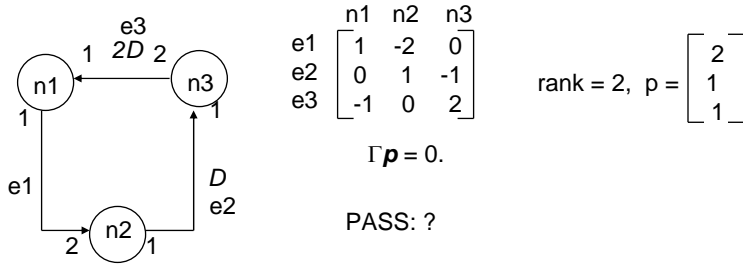 e3
1 2D 2
n1
n3
1
1
e1
D
e2
n2
2
1
n1 n2 n3
e1 1 -2 0
e2 0 1 -1
e3 -1 0 2
rank = 2, p = 2
1
1
Γp = 0.
PASS: ?